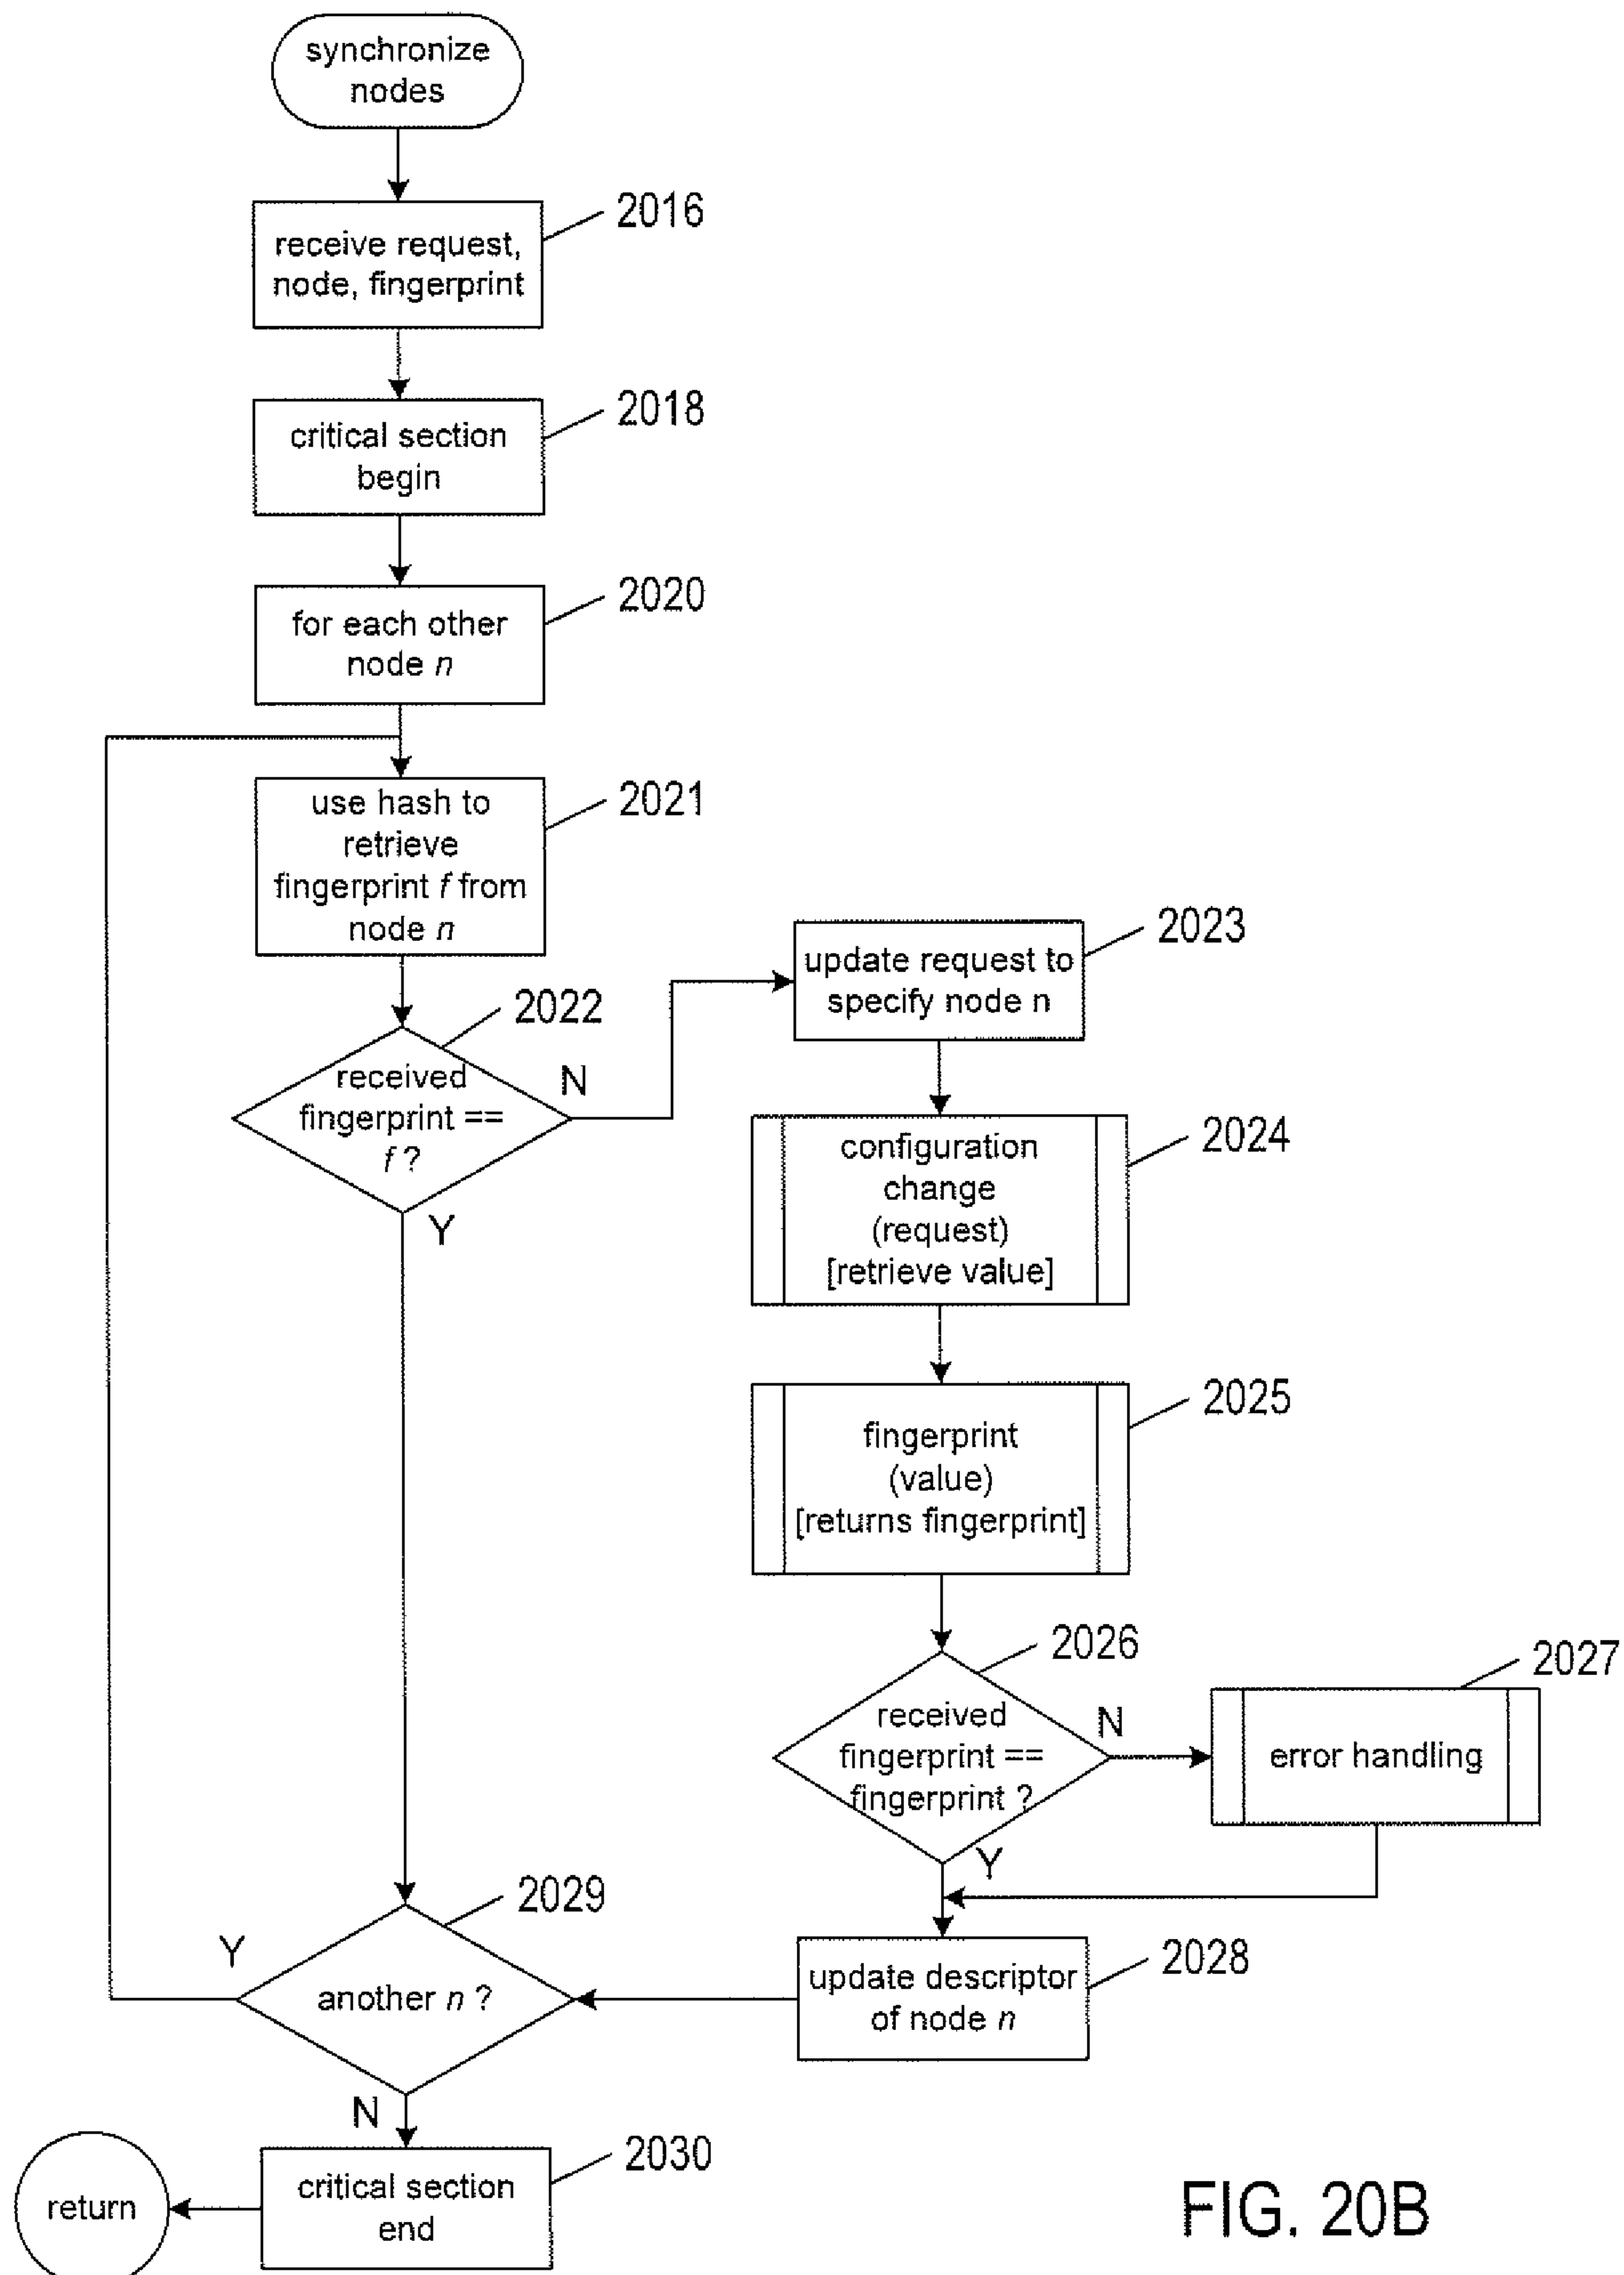 synchronize
nodes
2016
receive request,
node, fingerprint
2018
critical section
begin
2020
for each other
node n
2021
use hash to
retrieve
fingerprint f from
node n
2022
received
fingerprint ==
f ?
N
Y
2023
update request to
specify node n
2024
configuration
change
(request)
[retrieve value]
2025
fingerprint
(value)
[returns fingerprint]
2026
received
fingerprint ==
fingerprint ?
N
Y
2027
error handling
2028
update descriptor
of node n
2029
another n ?
Y
N
2030
critical section
end
return
FIG. 20B